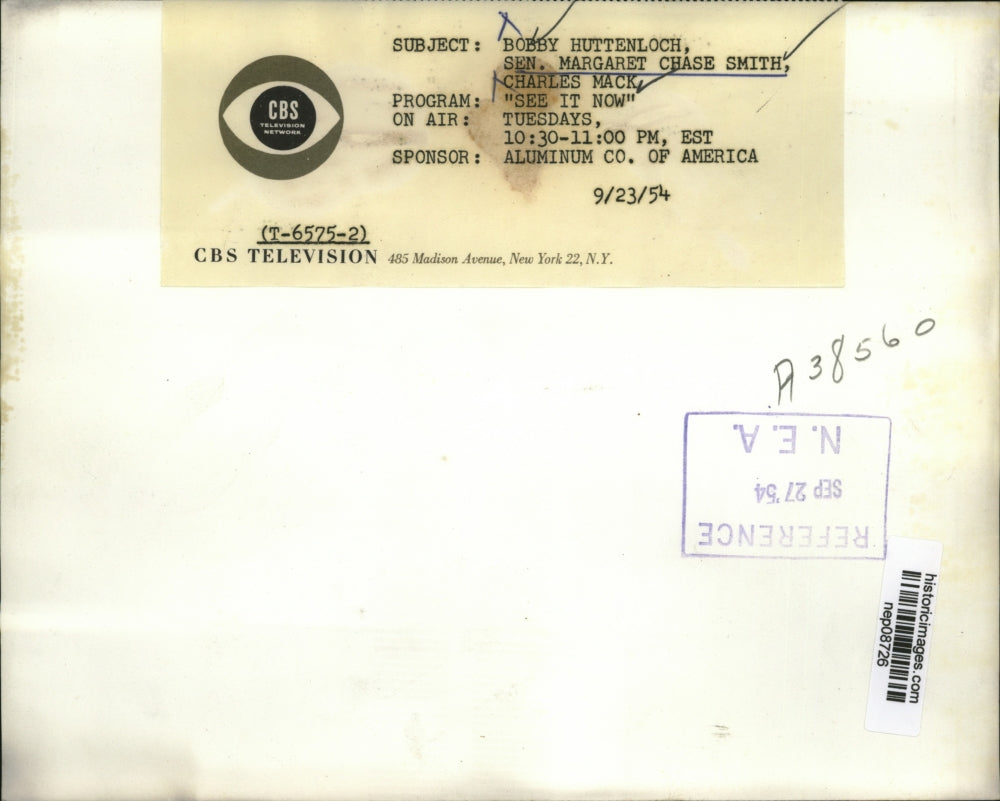 SUBJECT: BOBBY HUTTENLOCH,
SEN. MARGARET CHASE SMITH,
CHARLES MACK
PROGRAM: "SEE IT NOW"
ON AIR: TUESDAYS,
10:30-11:00 PM, EST
SPONSOR: ALUMINUM CO. OF AMERICA
9/23/54
CBS
TELEVISION
NETWORK
(T-6575-2)
CBS TELEVISION 485 Madison Avenue, New York 22, N.Y.
A38560
REFERENCE
SEP 27 '54
N. E. A.
historicimages.com
nep08726